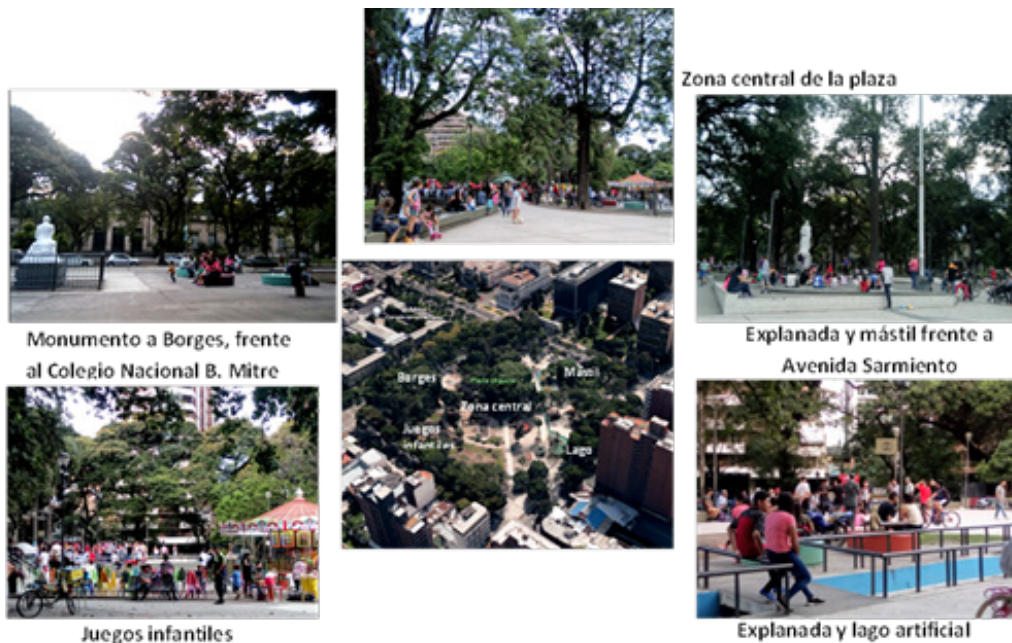 Zona central de la plaza
Monumento a Borges, frente
al Colegio Nacional B. Mitre
Explanada y mástil frente a
Avenida Sarmiento
Borges
Mástil
Zona central
Juegos
infantiles
Lago
Juegos infantiles
Explanada y lago artificial